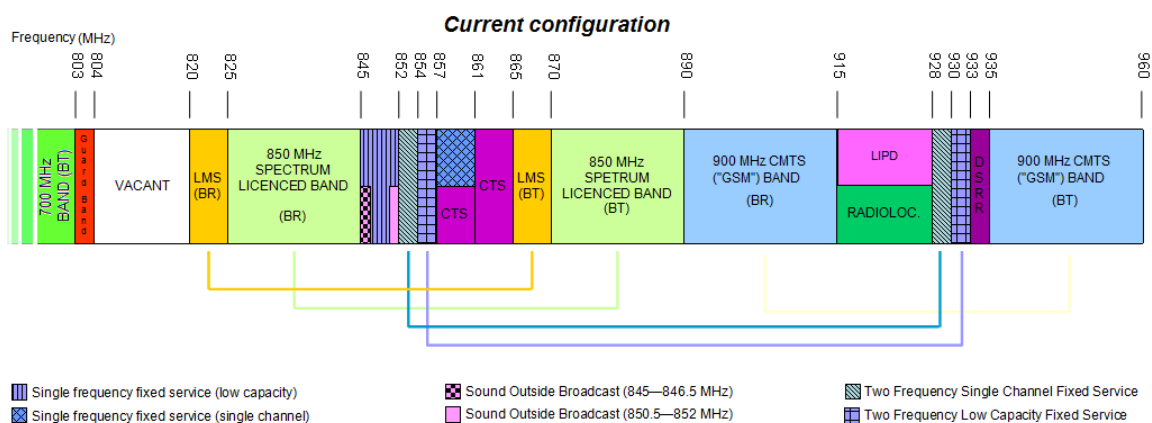 Current configuration
Frequency (MHz)
803
804
820
825
845
852
854
857
861
865
870
890
915
928
930
933
935
960
700 MHz
BAND (BT)
Guard Band
VACANT
LMS
(BR)
850 MHz
SPECTRUM
LICENCED BAND
(BR)
CTS
CTS
LMS
(BT)
850 MHz
SPETRUM
LICENCED BAND
(BT)
900 MHz CMTS
("GSM") BAND
(BR)
LIPD
RADIOLOC.
DSRR
900 MHz CMTS
("GSM") BAND
(BT)
Single frequency fixed service (low capacity)
Single frequency fixed service (single channel)
Sound Outside Broadcast (845—846.5 MHz)
Sound Outside Broadcast (850.5—852 MHz)
Two Frequency Single Channel Fixed Service
Two Frequency Low Capacity Fixed Service